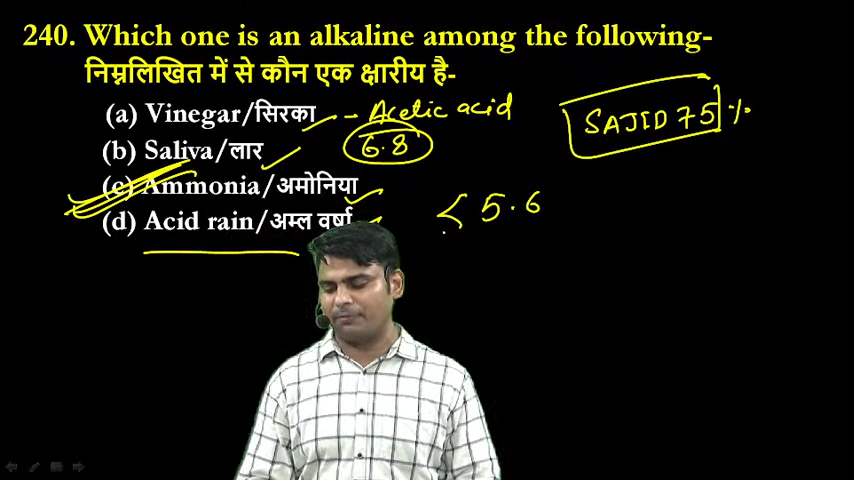 240. Which one is an alkaline among the following-
निम्नलिखित में से कौन एक क्षारीय है-
(a) Vinegar/सिरका - Acetic acid
(b) Saliva/लार 6.8
SAJID 75 %
(c) Ammonia/अमोनिया
(d) Acid rain/अम्ल वर्षा < 5.6